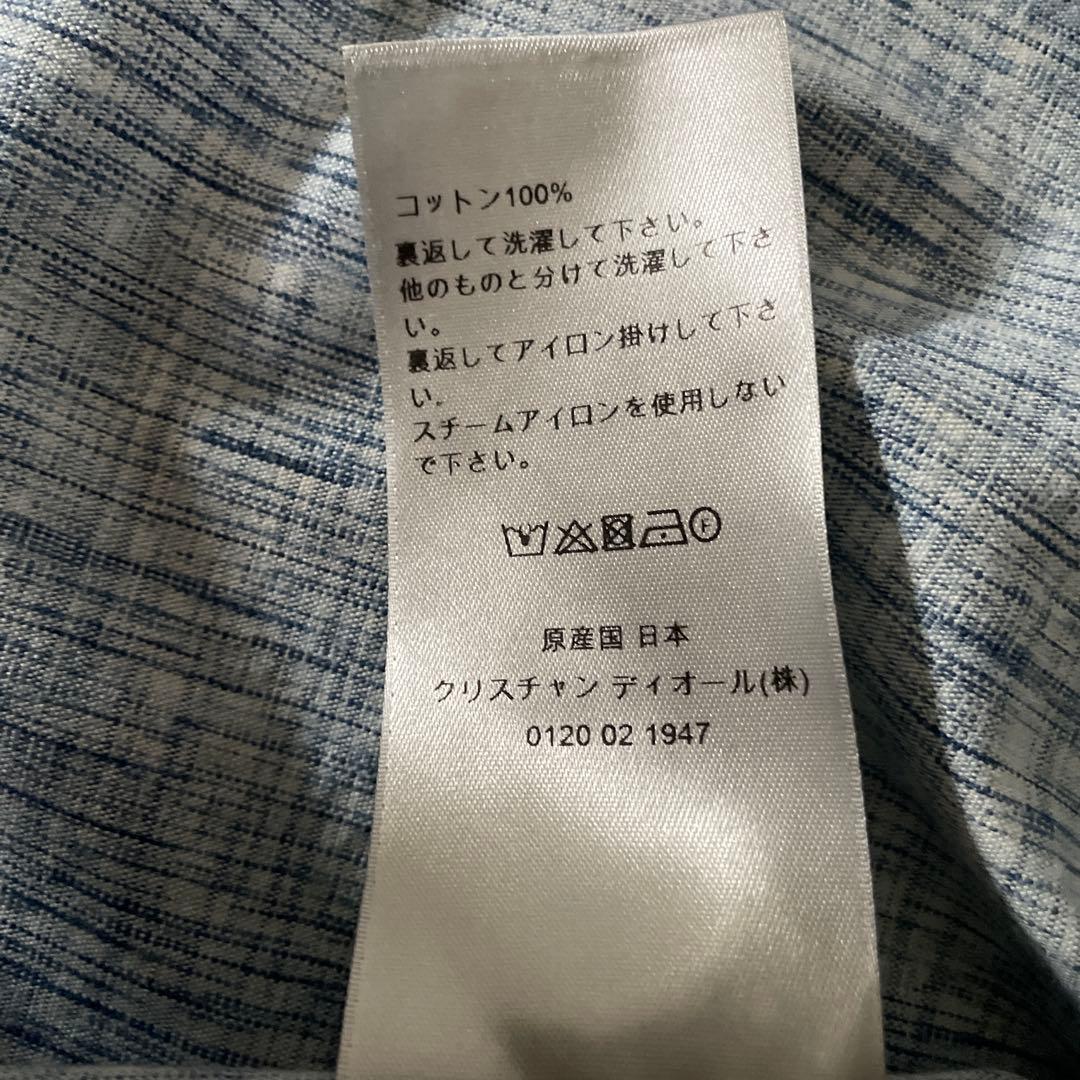 コットン100%
裏返して洗濯して下さい。
他のものと分けて洗濯して下さ
い。
裏返してアイロン掛けして下さ
い。
スチームアイロンを使用しない
で下さい。
F
原産国 日本
クリスチャン ディオール(株)
0120 02 1947